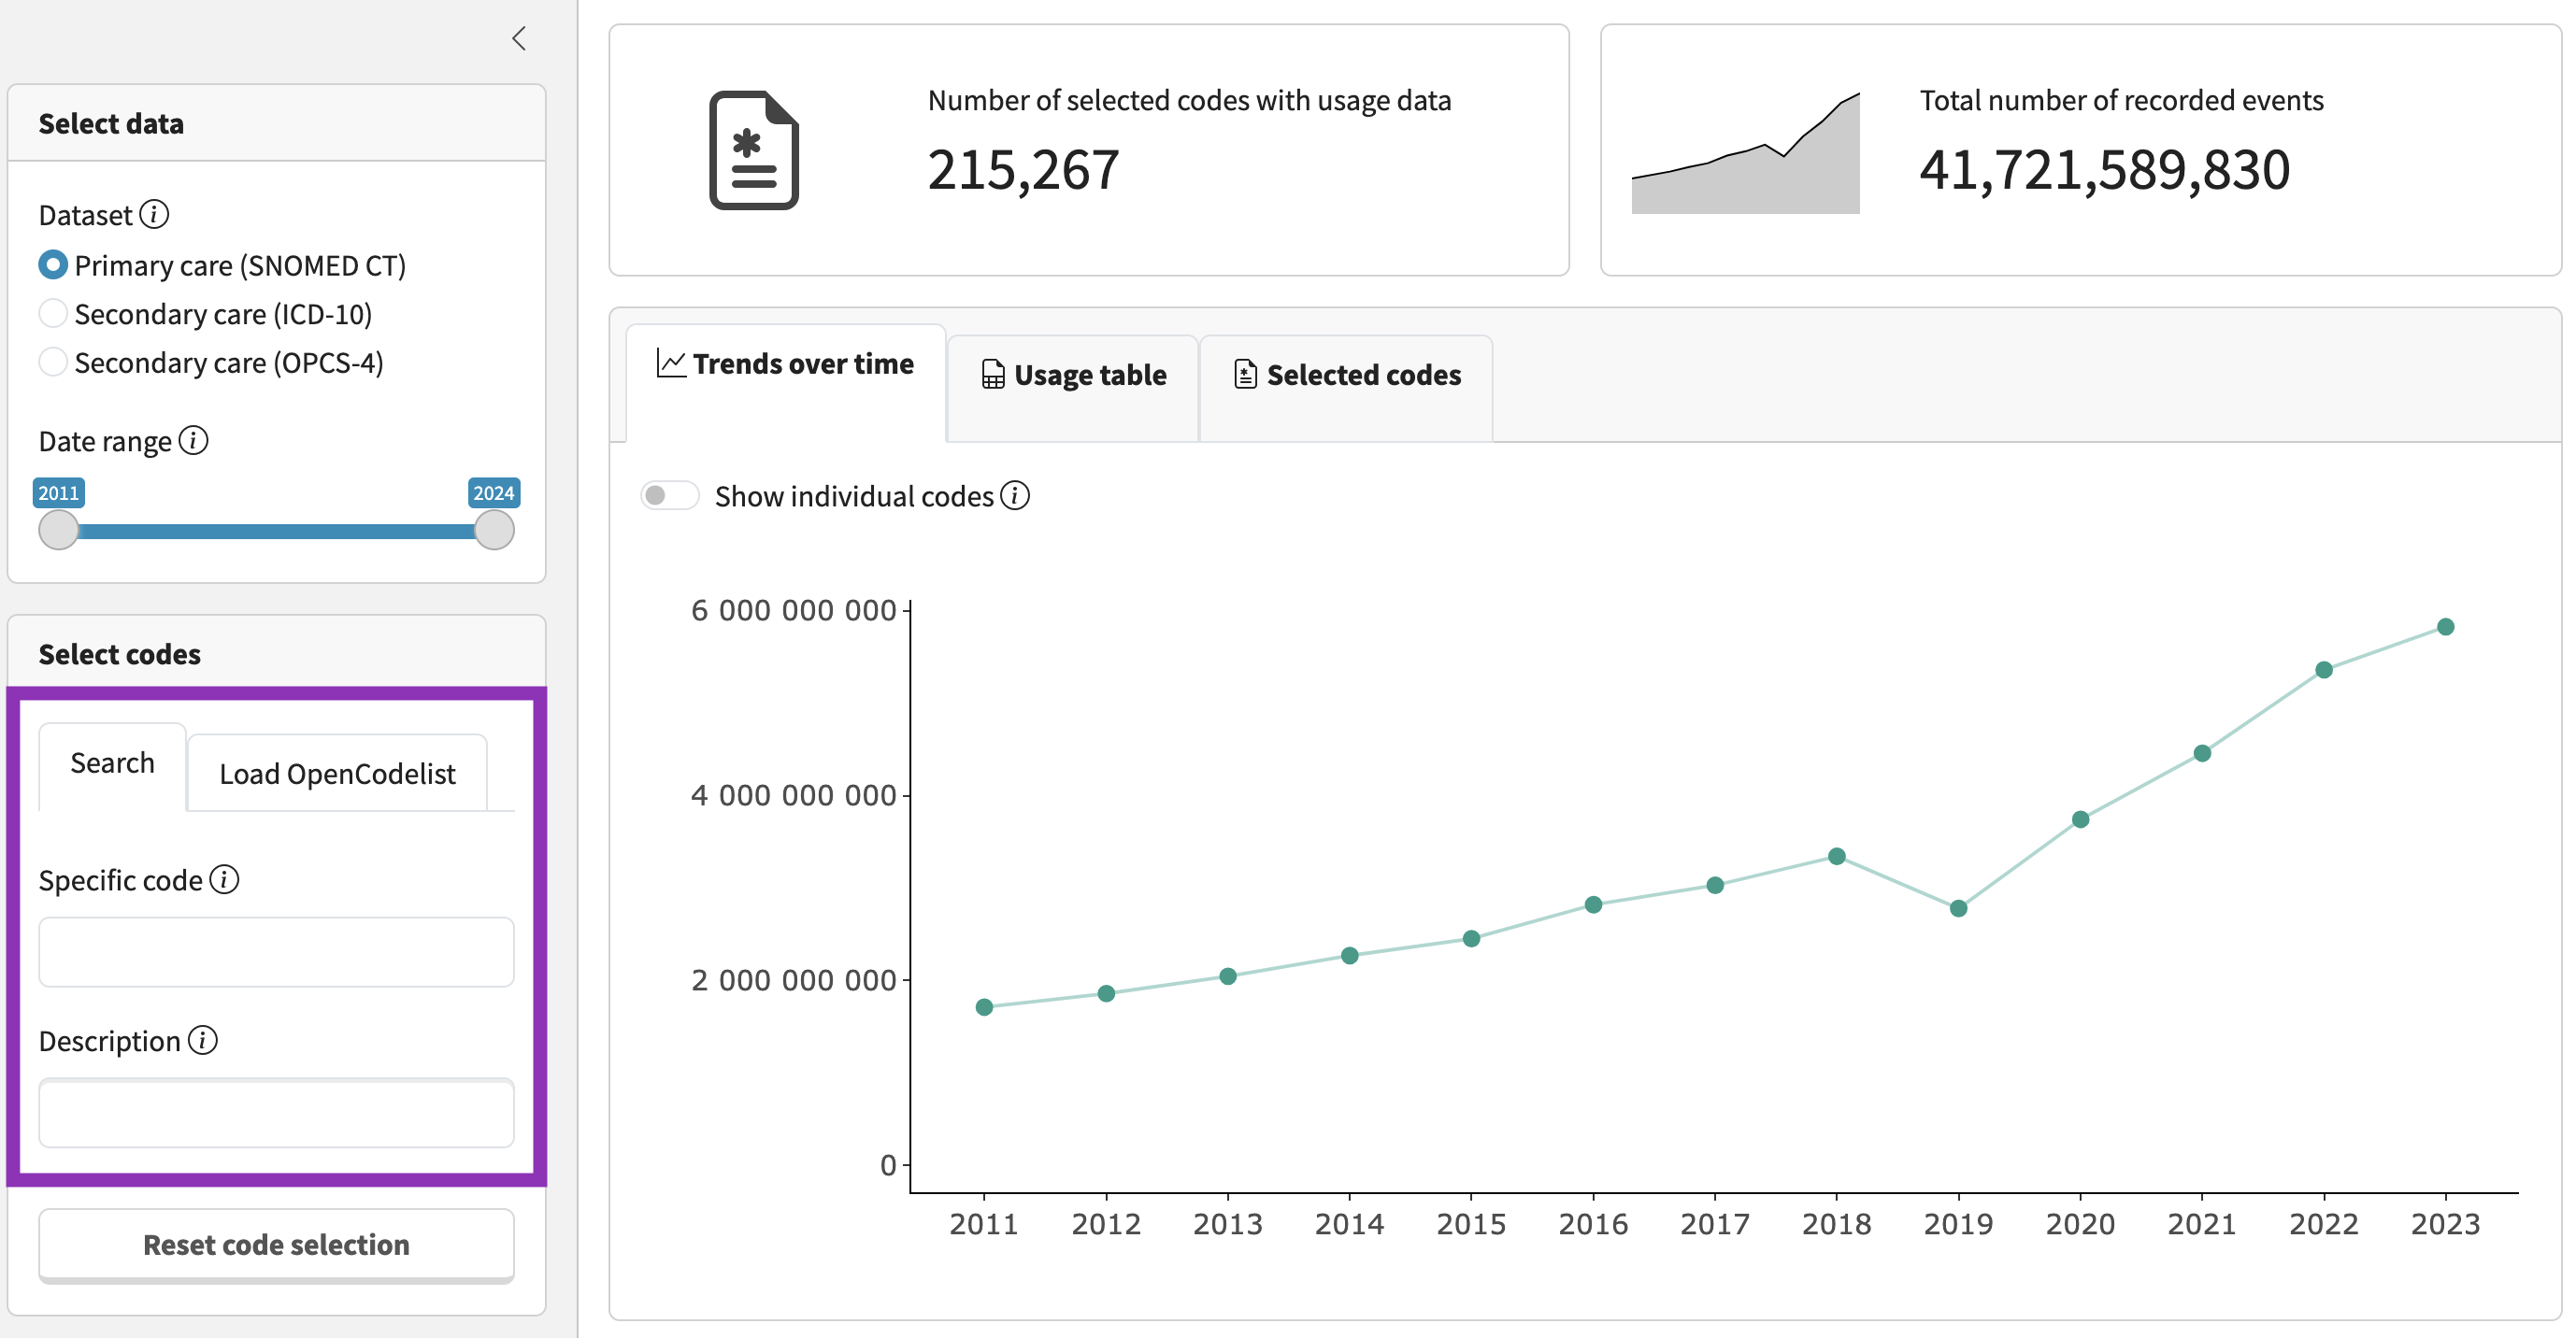 Select data
Dataset
Primary care (SNOMED CT)
Secondary care (ICD-10)
Secondary care (OPCS-4)
Date range
2011 2024
Select codes
Search Load OpenCodelist
Specific code
Description
Reset code selection
Number of selected codes with usage data
215,267
Total number of recorded events
41,721,589,830
Trends over time Usage table Selected codes
Show individual codes
6 000 000 000
4 000 000 000
2 000 000 000
0
2011 2012 2013 2014 2015 2016 2017 2018 2019 2020 2021 2022 2023